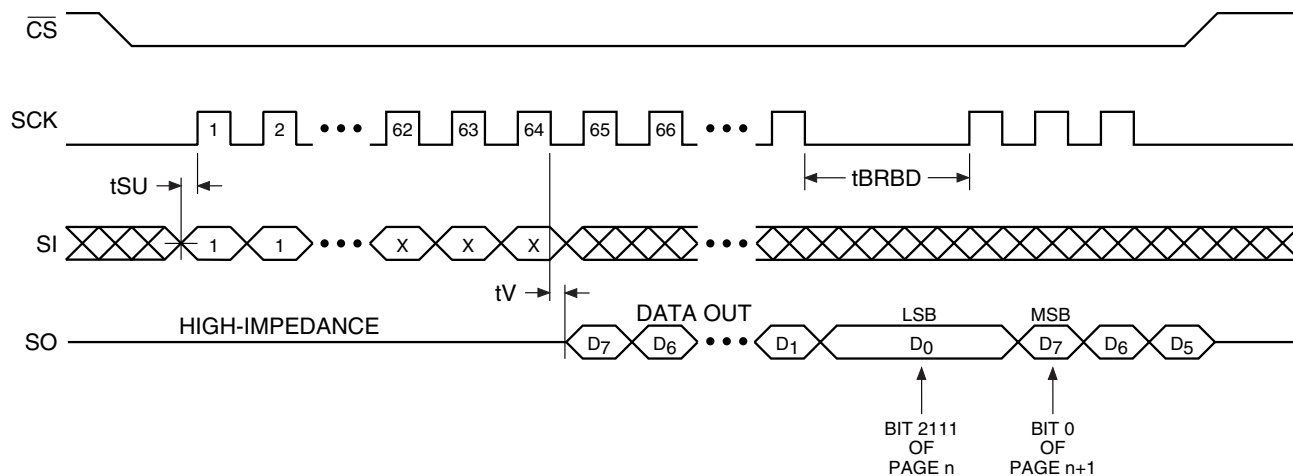 CS
SCK
1 2 ••• 62 63 64 65 66 •••
tSU
tBRBD
SI
1 1 ••• X X X •••
tV
HIGH-IMPEDANCE
DATA OUT
LSB
MSB
SO
D7 D6 ••• D1 D0 D7 D6 D5
BIT 2111
OF
PAGE n
BIT 0
OF
PAGE n+1